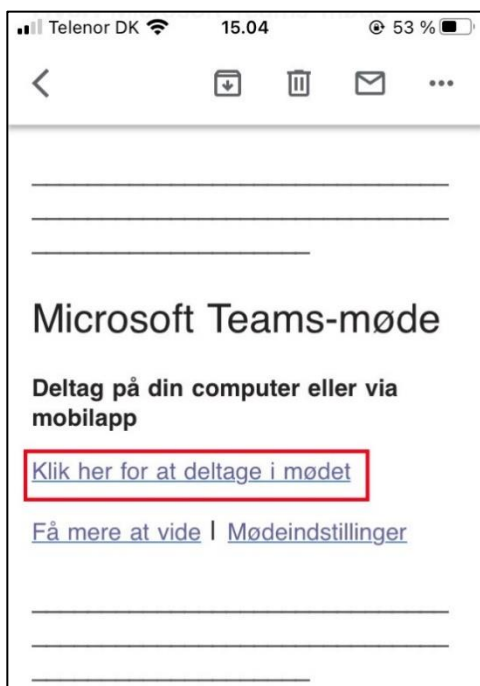 Telenor DK 15.04 53 %
Microsoft Teams-møde
Deltag på din computer eller via
mobilapp
Klik her for at deltage i mødet
Få mere at vide | Mødeindstillinger